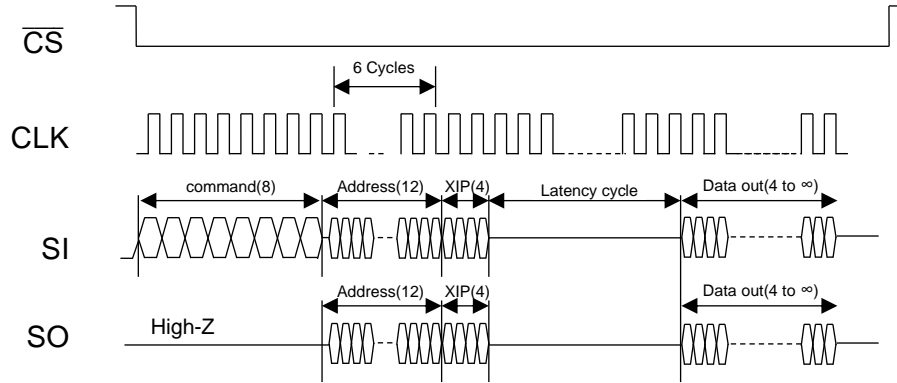 CS
6 Cycles
CLK
command(8) Address(12) XIP(4) Latency cycle Data out(4 to ∞)
SI
Address(12) XIP(4) Data out(4 to ∞)
High-Z
SO